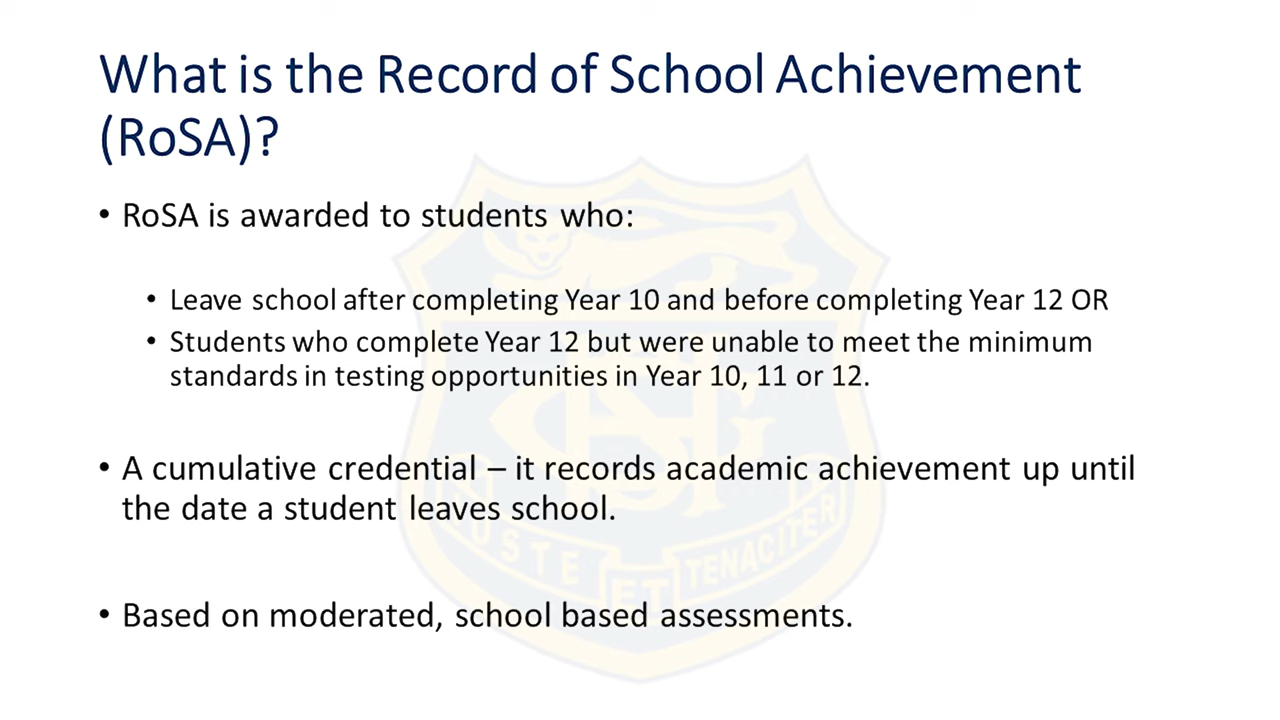 What is the Record of School Achievement
(RoSA)?
• RoSA is awarded to students who:
• Leave school after completing Year 10 and before completing Year 12 OR
• Students who complete Year 12 but were unable to meet the minimum
standards in testing opportunities in Year 10, 11 or 12.
• A cumulative credential – it records academic achievement up until
the date a student leaves school.
• Based on moderated, school based assessments.
ET
TENACITER